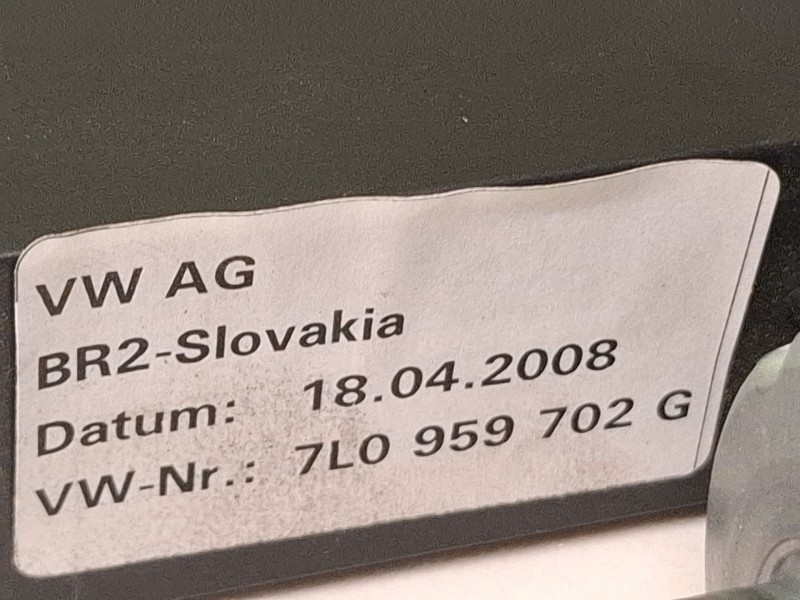 VW AG
BR2-Slovakia
Datum: 18.04.2008
VW-Nr.: 7L0 959 702 G